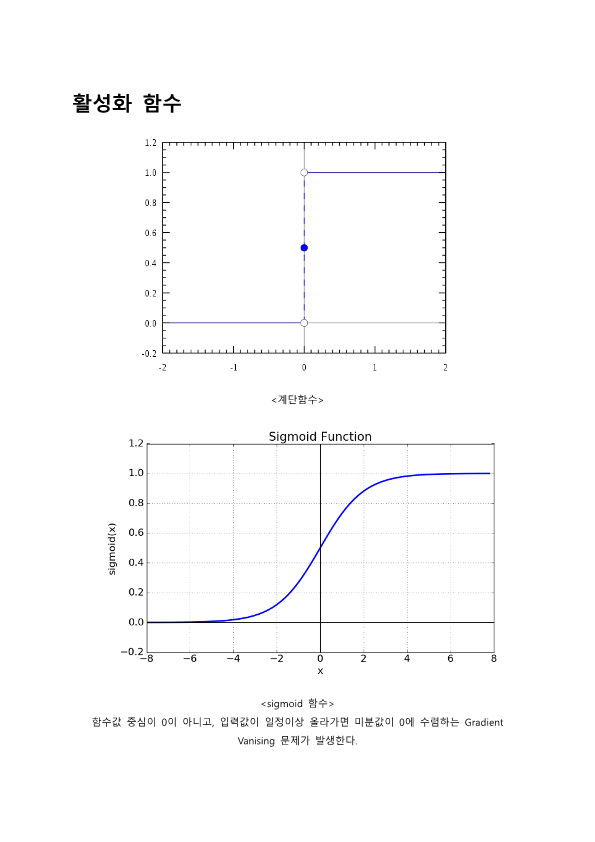 활성화 함수
1.2
1.0
0.8
0.6
0.4
0.2
0.0
-0.2
-2 -1 0 1 2
<계단함수>
Sigmoid Function
1.2
1.0
0.8
0.6
0.4
0.2
0.0
−0.2
sigmoid(x)
−8 −6 −4 −2 0 2 4 6 8
x
<sigmoid 함수>
함수값 중심이 0이 아니고, 입력값이 일정이상 올라가면 미분값이 0에 수렴하는 Gradient
Vanising 문제가 발생한다.